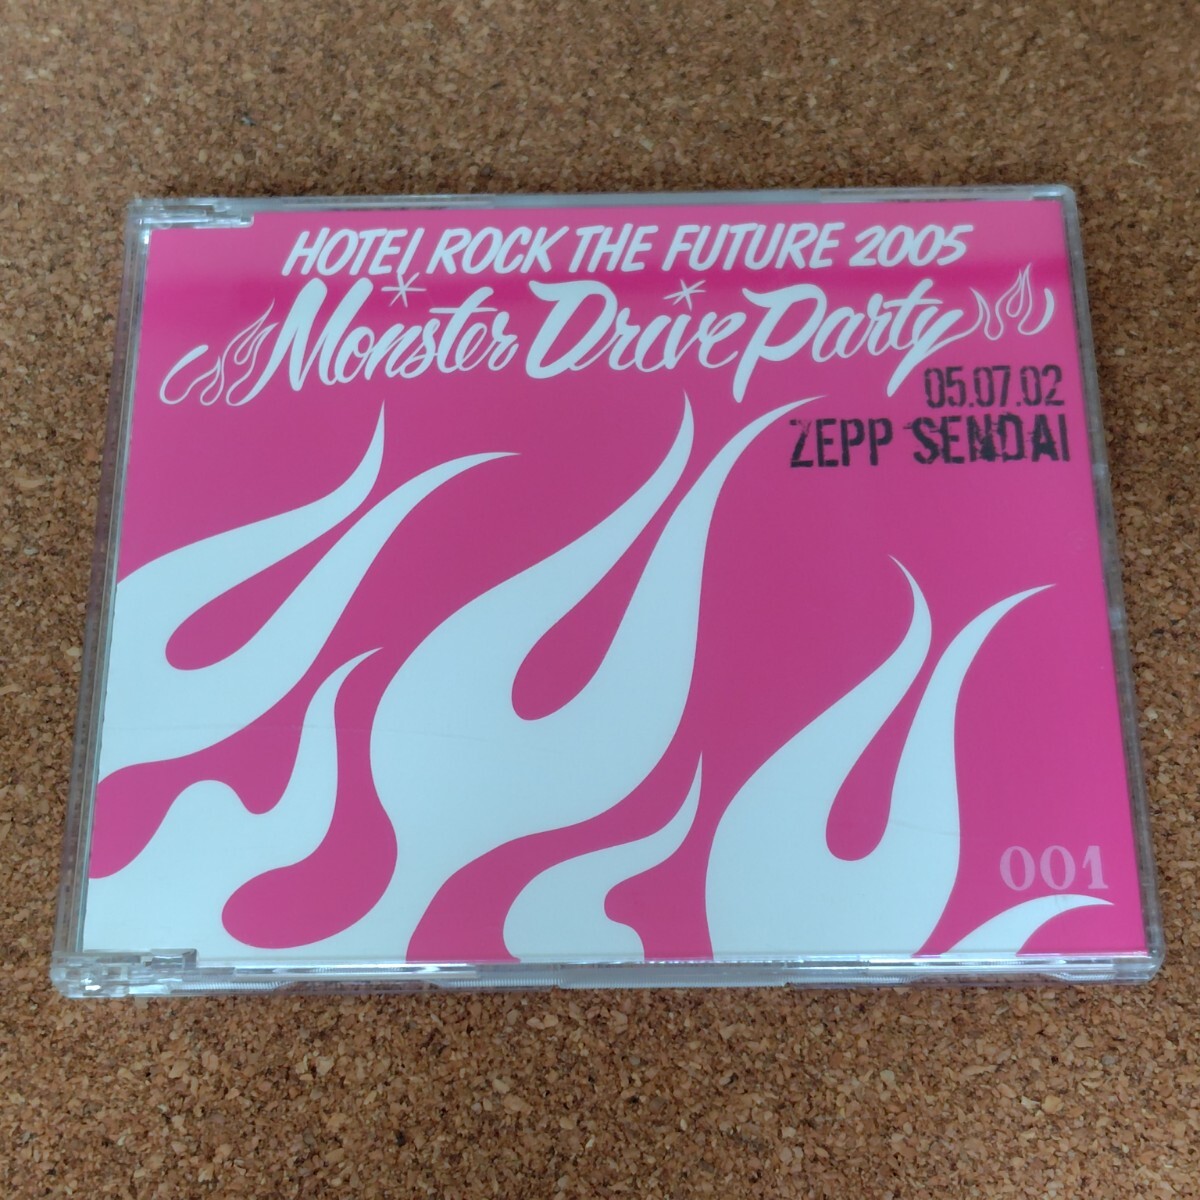 HOTEI ROCK THE FUTURE 2005
Monster Drive Party
05.07.02
ZEPP SENDAI
001